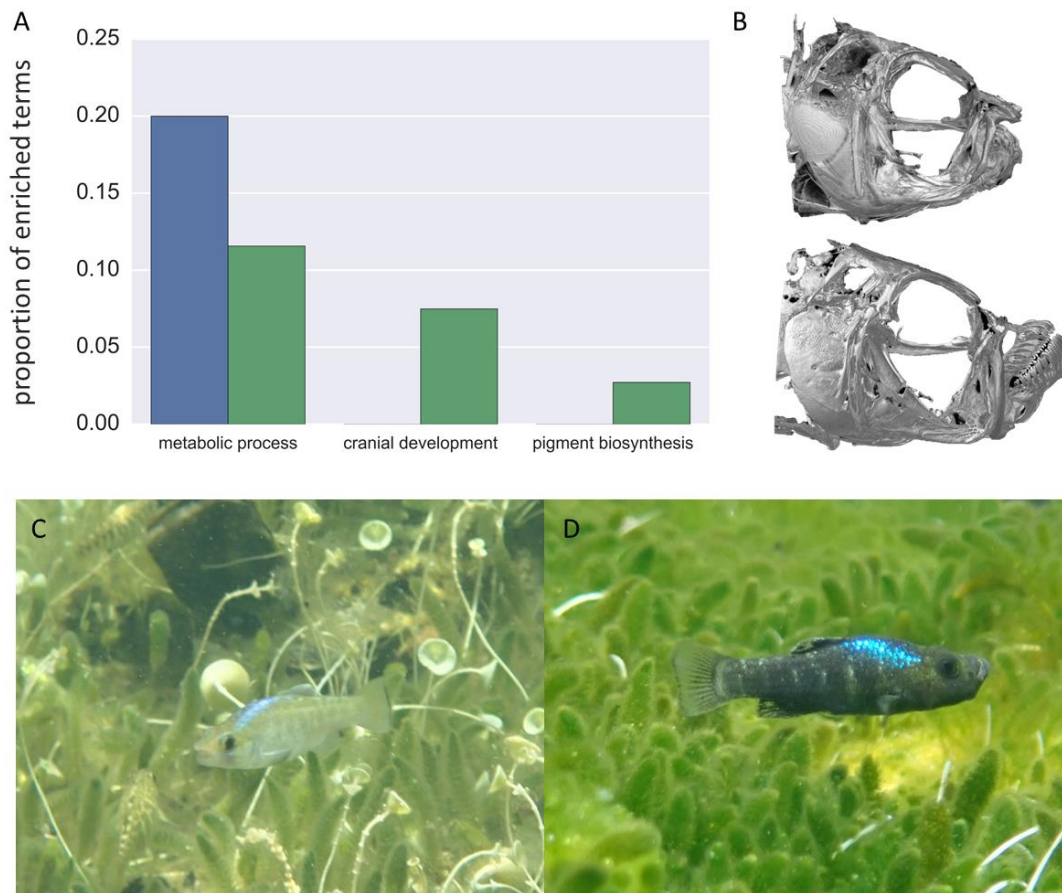 A
B
proportion of enriched terms
0.25
0.20
0.15
0.10
0.05
0.00
metabolic process cranial development pigment biosynthesis
C
D